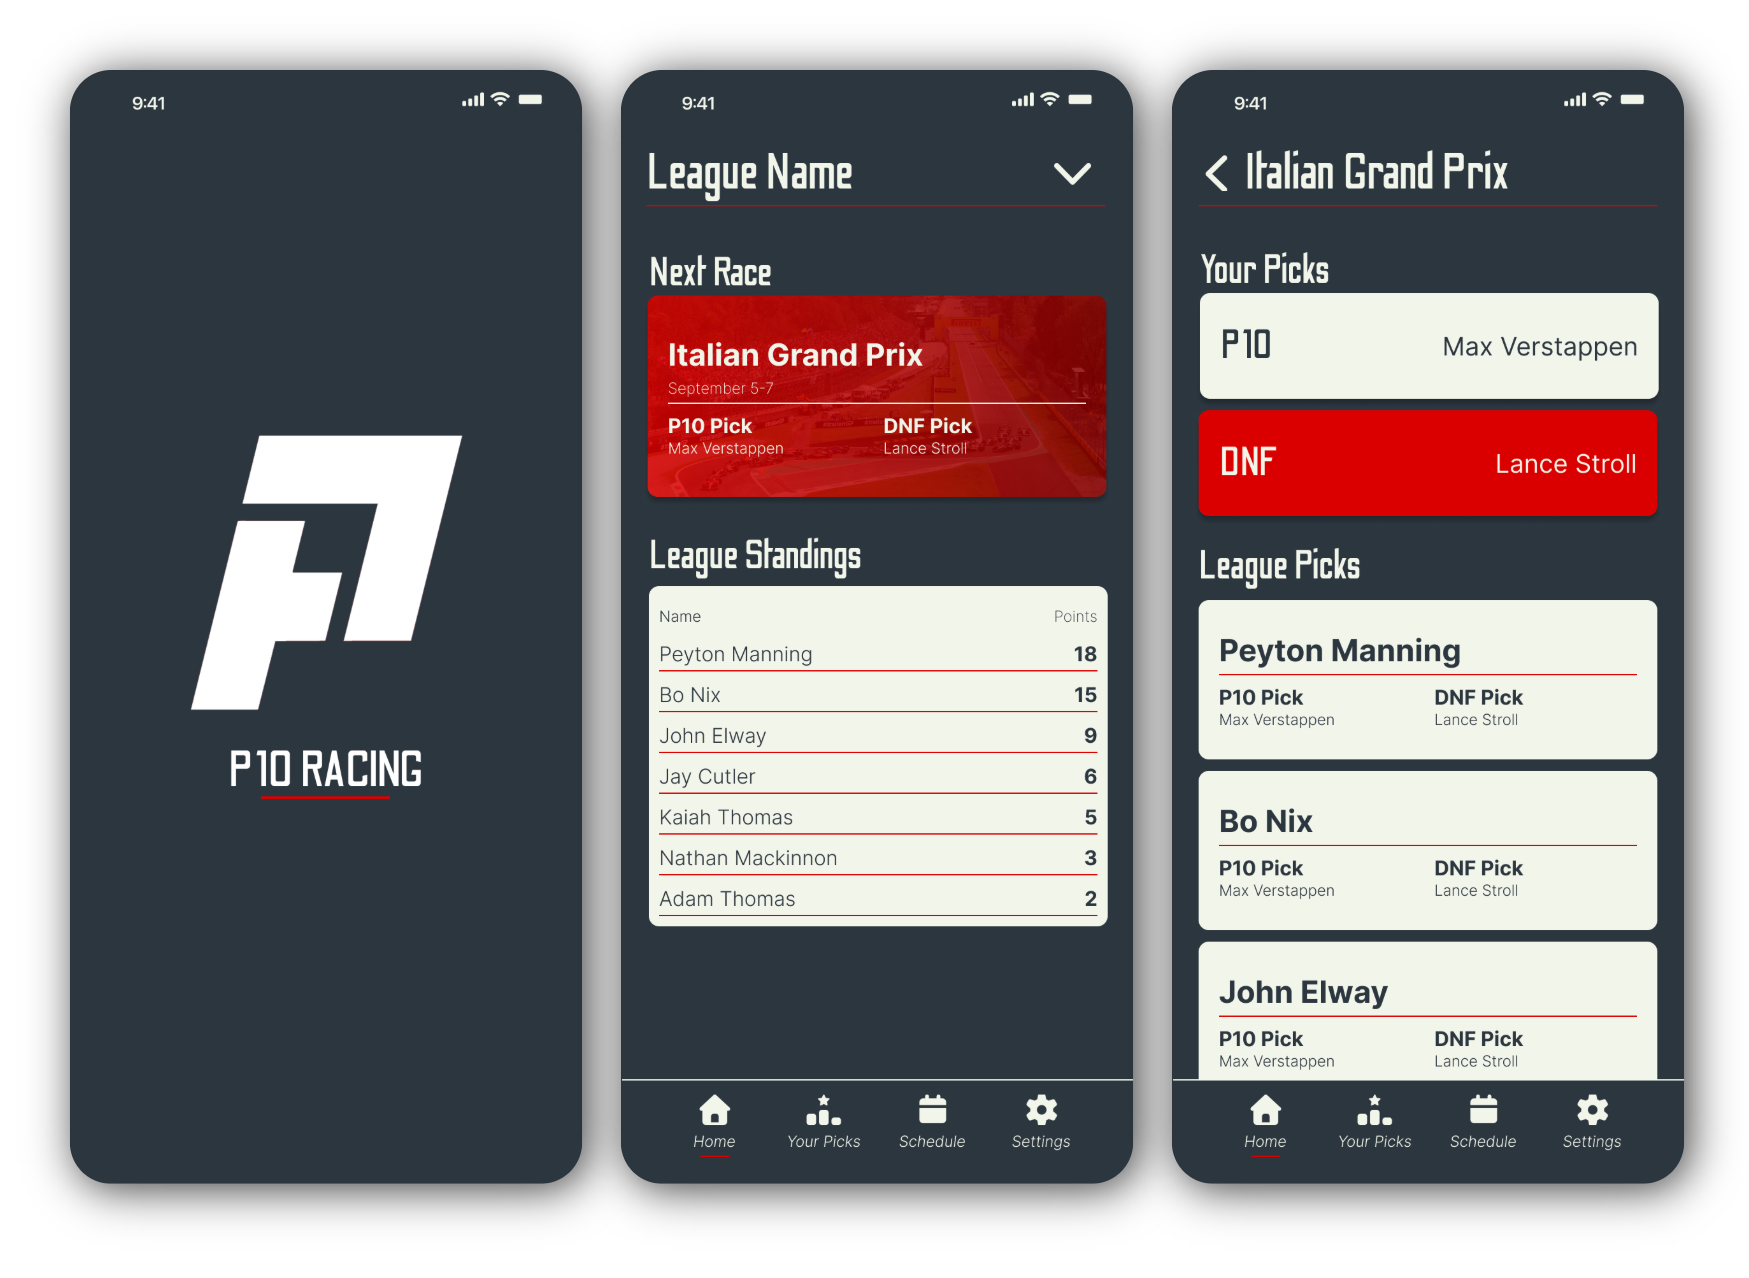 9:41
P10 RACING
9:41
League Name
Next Race
Italian Grand Prix
September 5-7
P10 Pick DNF Pick
Max Verstappen Lance Stroll
League Standings
Name Points
Peyton Manning 18
Bo Nix 15
John Elway 9
Jay Cutler 6
Kaiah Thomas 5
Nathan Mackinnon 3
Adam Thomas 2
Home Your Picks Schedule Settings
9:41
Italian Grand Prix
Your Picks
P10 Max Verstappen
DNF Lance Stroll
League Picks
Peyton Manning
P10 Pick DNF Pick
Max Verstappen Lance Stroll
Bo Nix
P10 Pick DNF Pick
Max Verstappen Lance Stroll
John Elway
P10 Pick DNF Pick
Max Verstappen Lance Stroll
Home Your Picks Schedule Settings